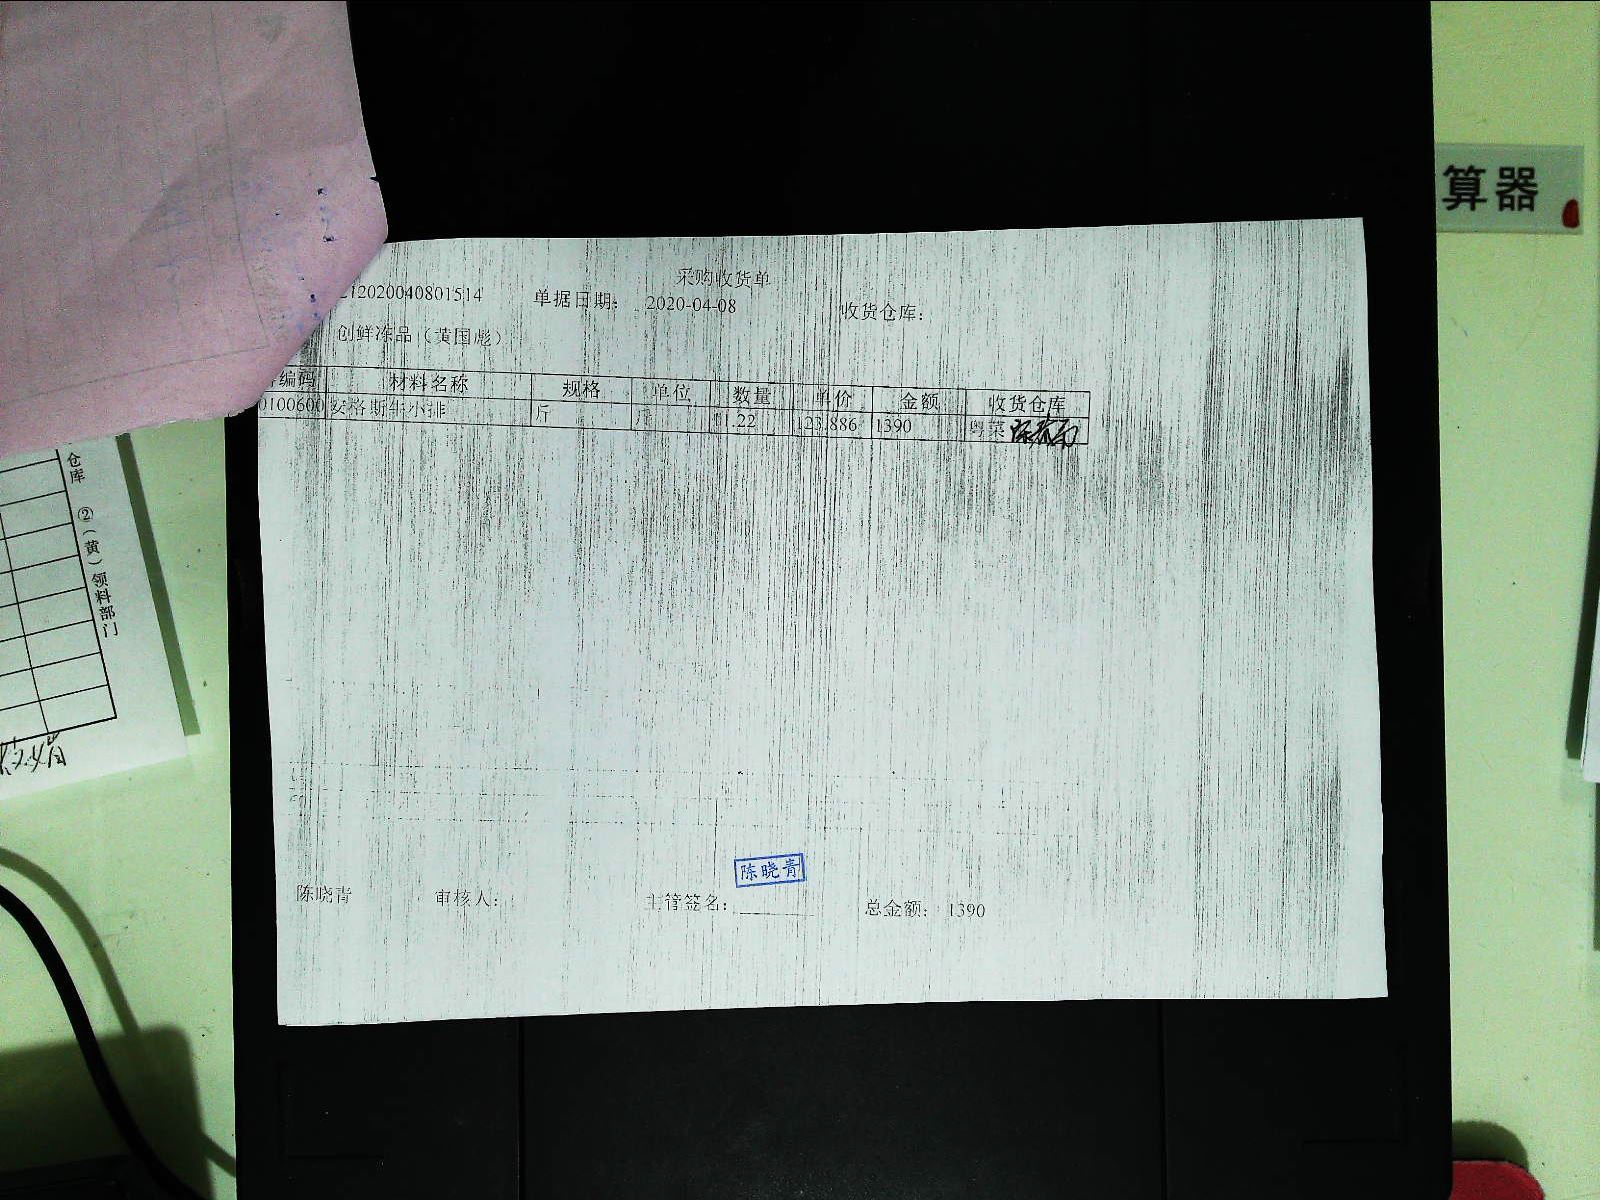 算器
采购收货单
2020040801514 单据日期: 2020-04-08 收货仓库:
创鲜冻品（黄国彪）
编码 材料名称 规格 单位 数量 单价 金额 收货仓库
0100600 安格斯牛小排 斤 斤 11.22 123.886 1390 粤菜
仓库 ②（黄）领料部门
陈晓青
陈晓青 审核人: 主管签名: 总金额: 1390